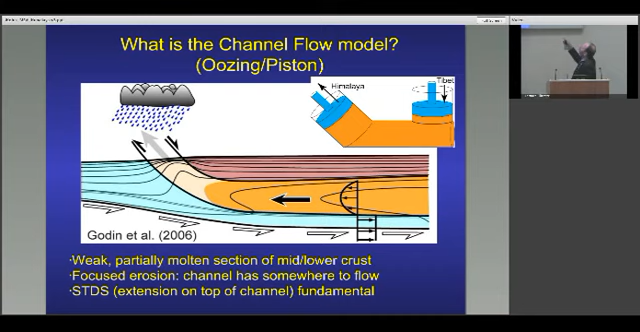 What is the Channel Flow model?
(Oozing/Piston)
Himalaya
Tibet
Godin et al. (2006)
·Weak, partially molten section of mid/lower crust
·Focused erosion: channel has somewhere to flow
·STDS (extension on top of channel) fundamental